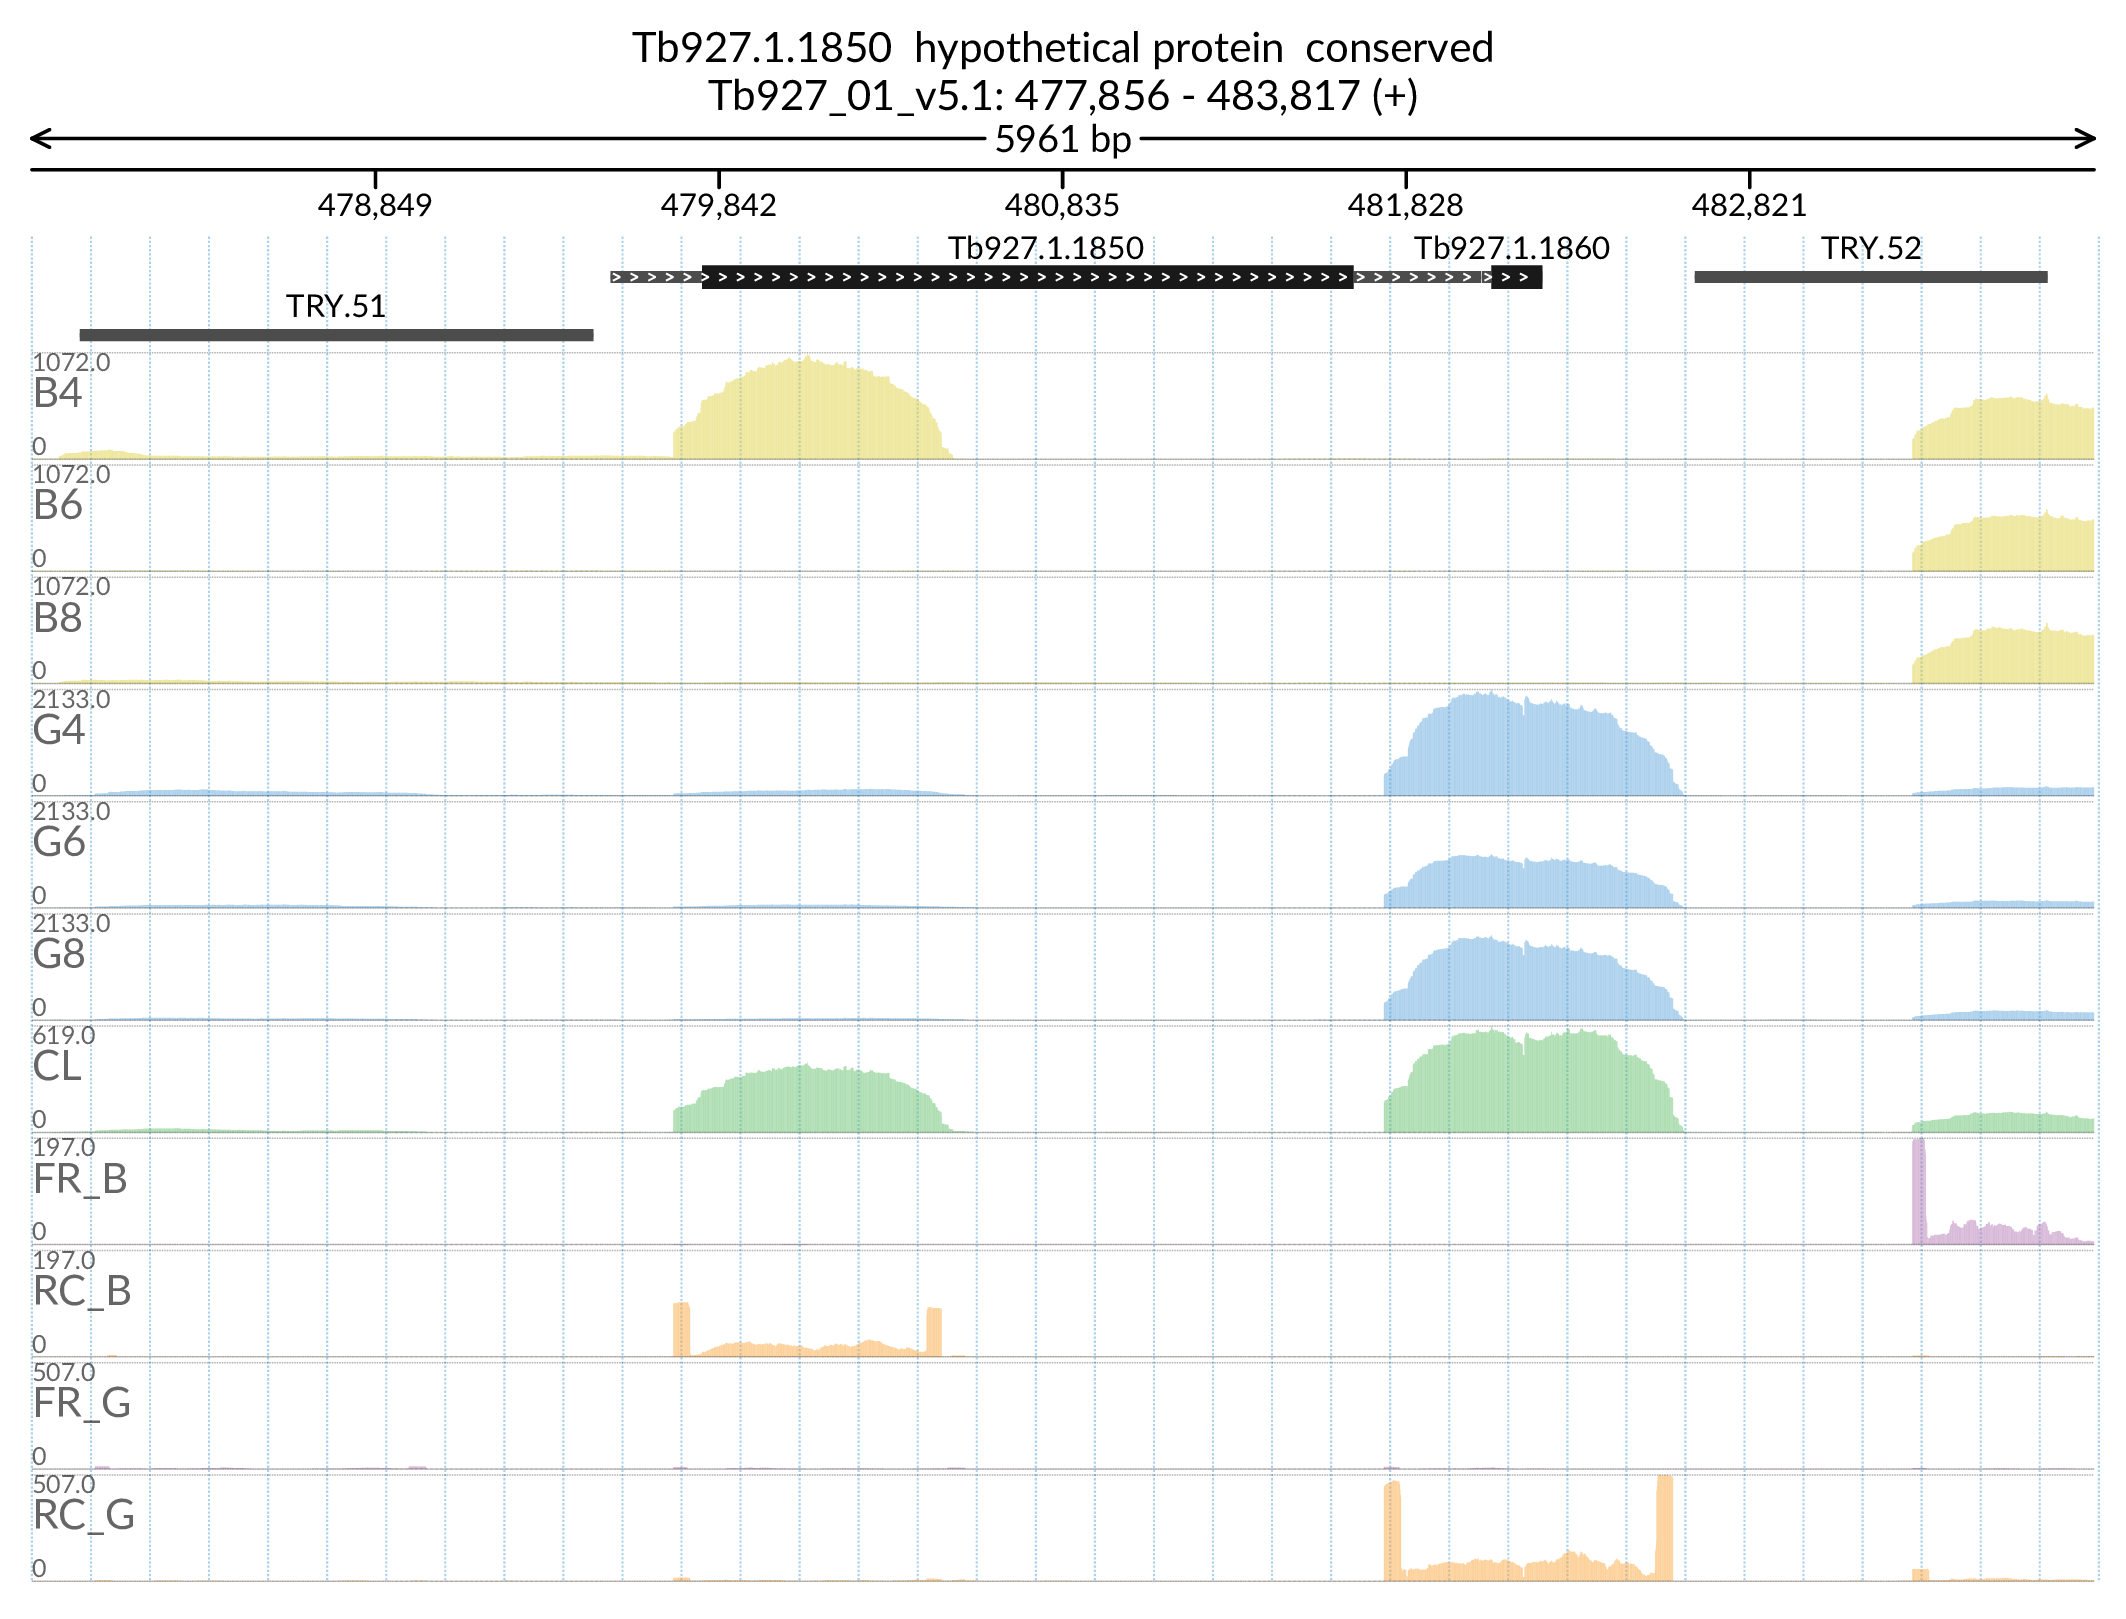 Tb927.1.1850  hypothetical protein  conserved
Tb927_01_v5.1: 477,856 - 483,817 (+)
5961 bp
478,849 479,842 480,835 481,828 482,821
Tb927.1.1850 Tb927.1.1860 TRY.52
TRY.51
1072.0
B4
0
1072.0
B6
0
1072.0
B8
0
2133.0
G4
0
2133.0
G6
0
2133.0
G8
0
619.0
CL
0
197.0
FR_B
0
197.0
RC_B
0
507.0
FR_G
0
507.0
RC_G
0